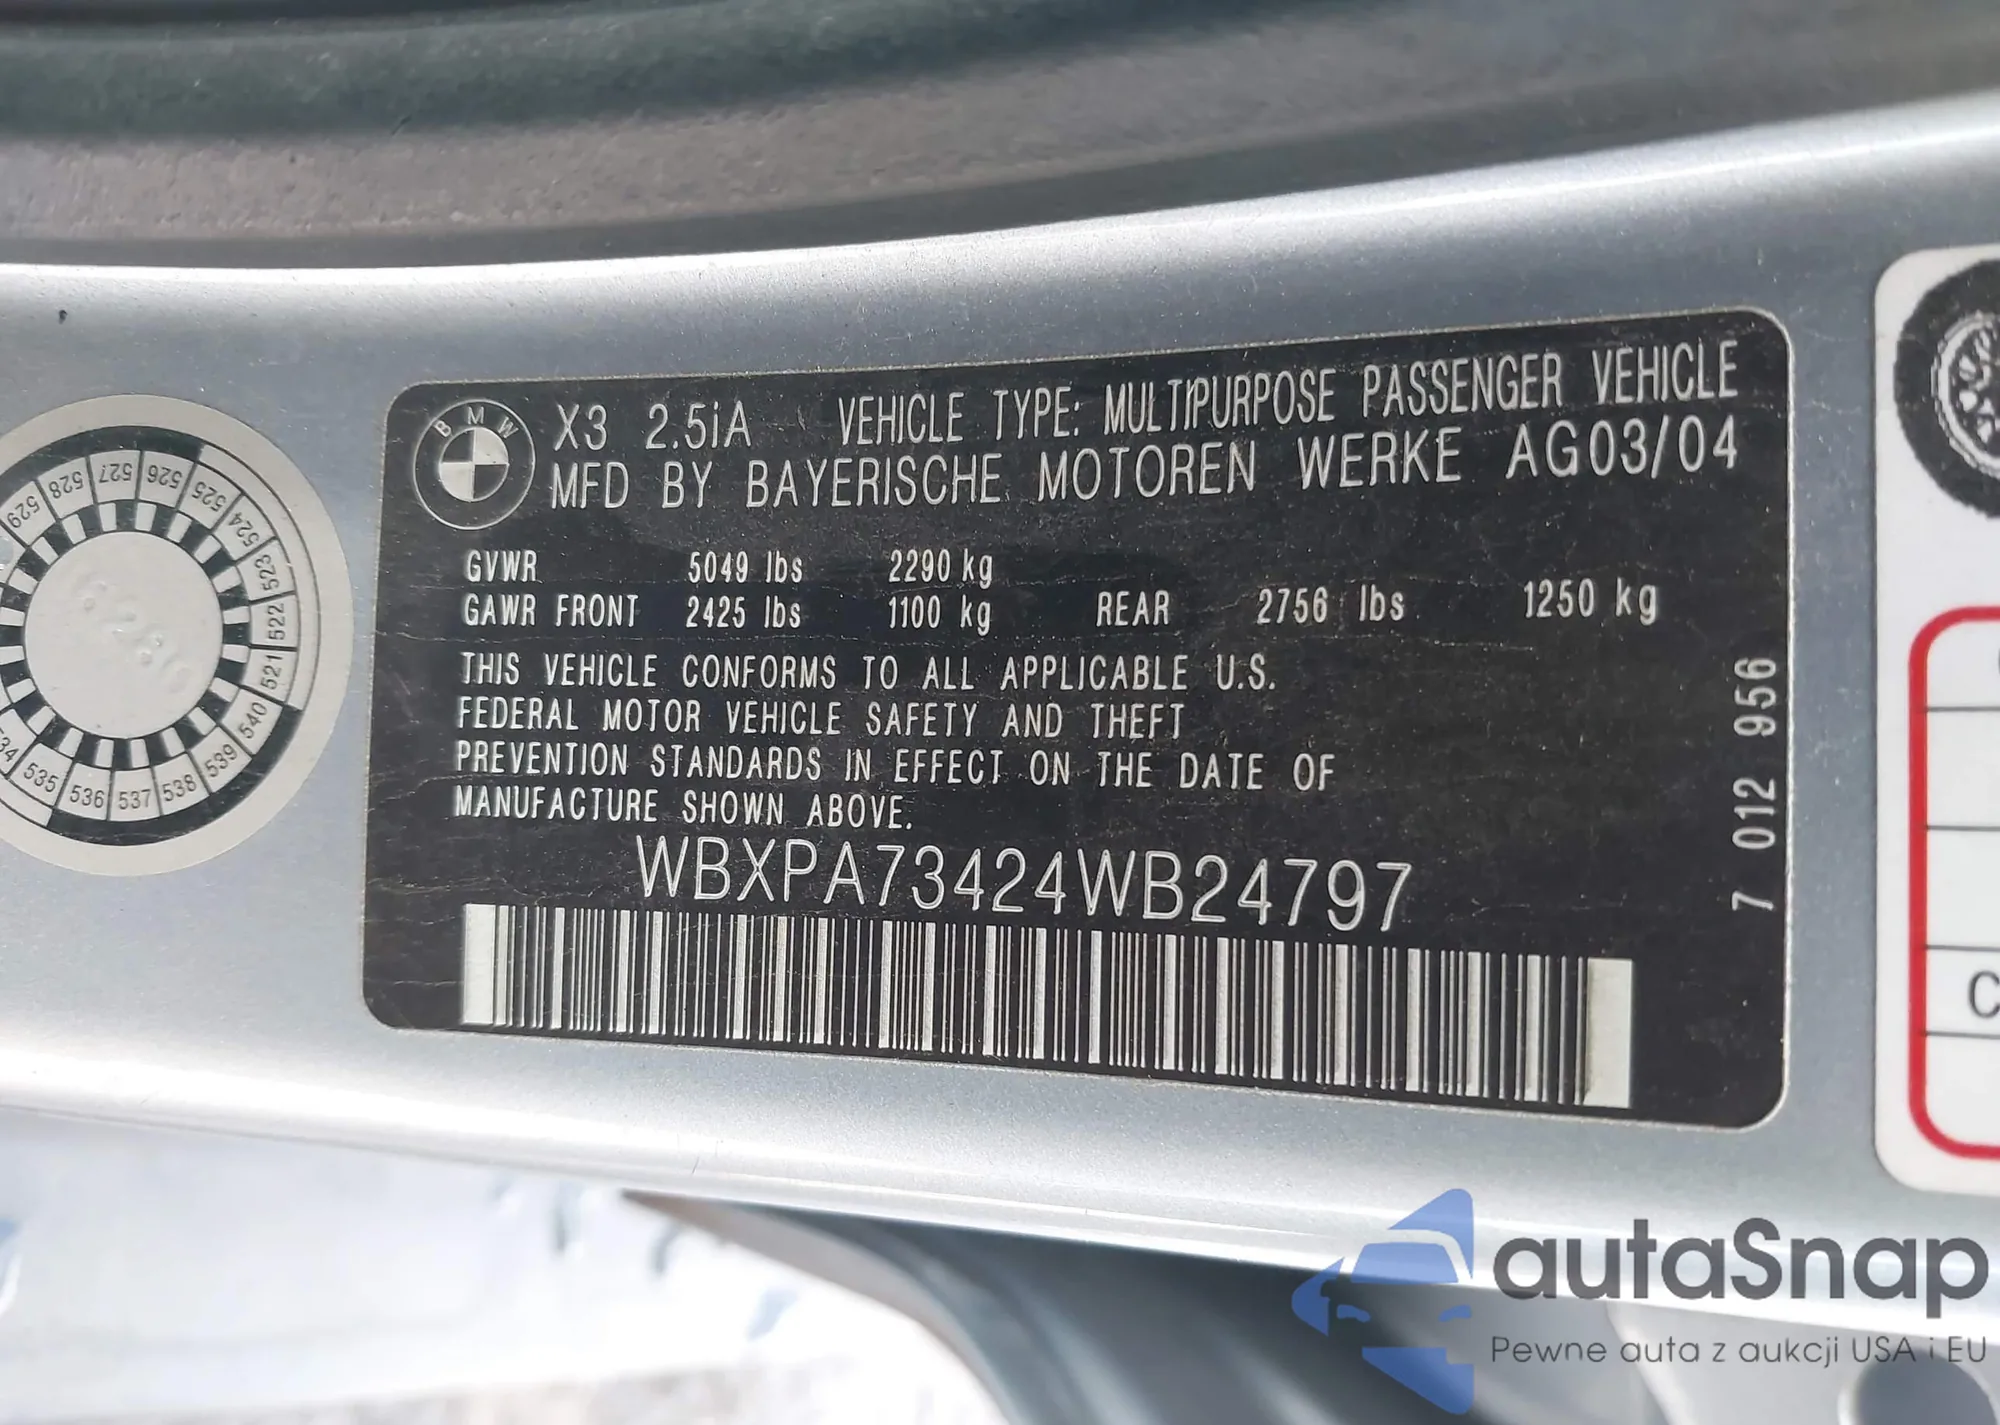 BMW
X3 2.5iA VEHICLE TYPE: MULTIPURPOSE PASSENGER VEHICLE
MFD BY BAYERISCHE MOTOREN WERKE AG03/04
GVWR 5049 lbs 2290 kg
GAWR FRONT 2425 lbs 1100 kg REAR 2756 lbs 1250 kg
THIS VEHICLE CONFORMS TO ALL APPLICABLE U.S.
FEDERAL MOTOR VEHICLE SAFETY AND THEFT
PREVENTION STANDARDS IN EFFECT ON THE DATE OF
MANUFACTURE SHOWN ABOVE.
WBXPA73424WB24797
7 012 956
529 528 527 526 525 524 523 522 521 540 539 538 537 536 535
C
autaSnap
Pewne auta z aukcji USA i EU